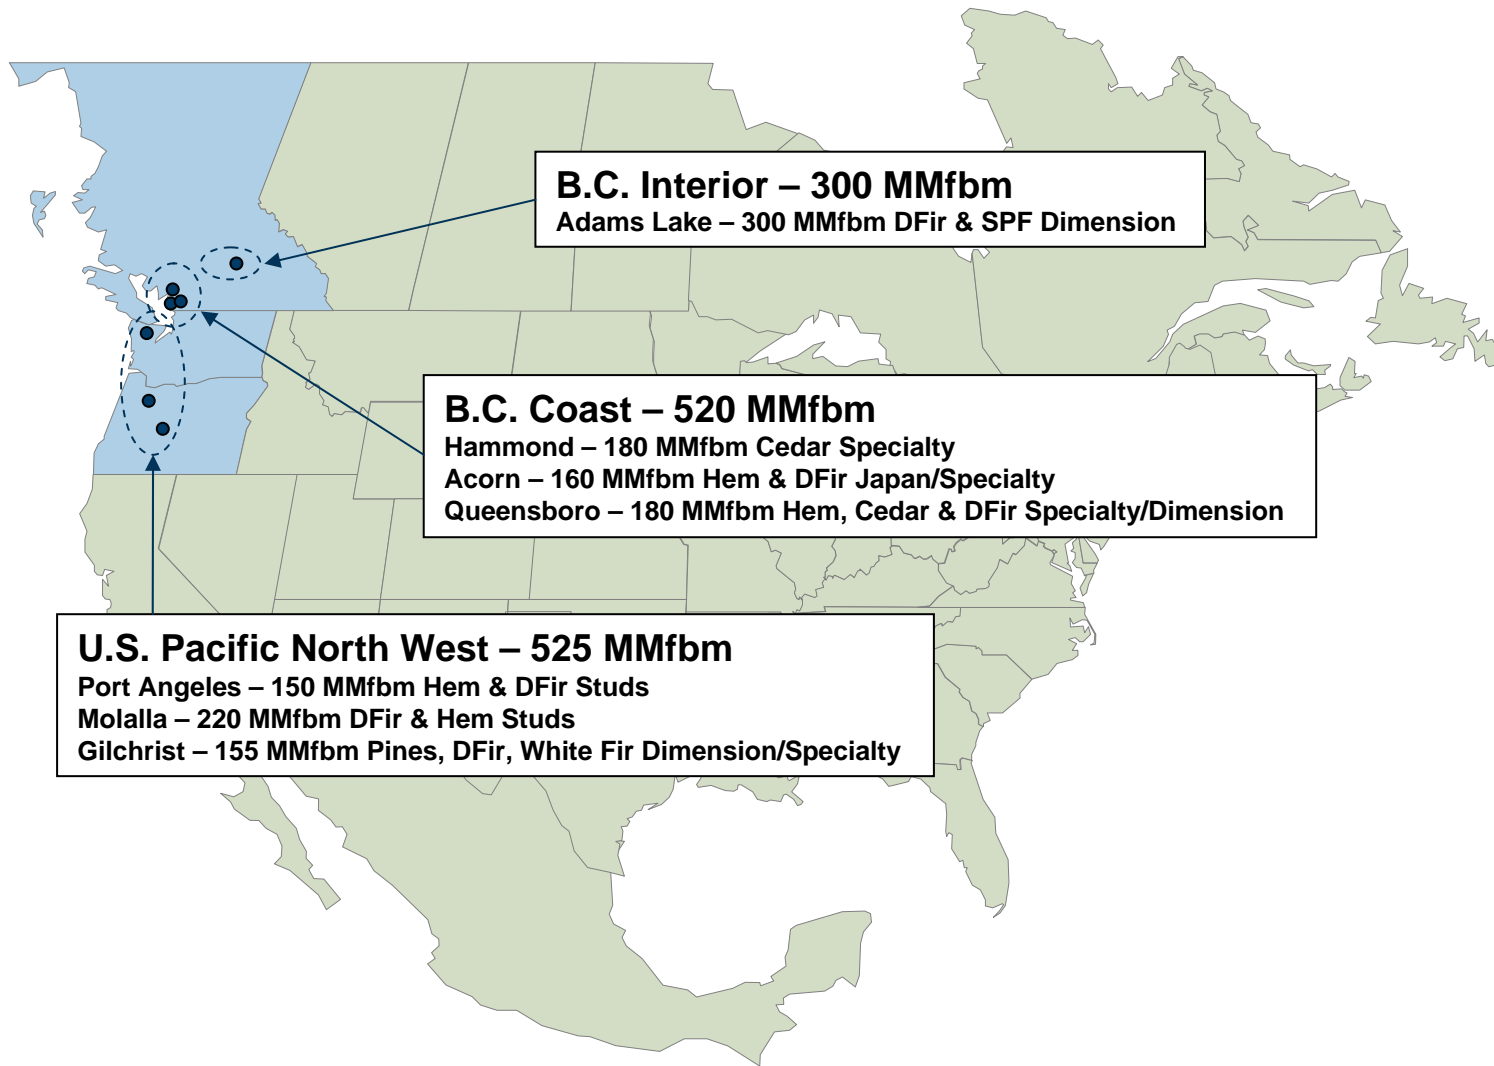 B.C. Interior – 300 MMfbm
Adams Lake – 300 MMfbm DFir & SPF Dimension
B.C. Coast – 520 MMfbm
Hammond – 180 MMfbm Cedar Specialty
Acorn – 160 MMfbm Hem & DFir Japan/Specialty
Queensboro – 180 MMfbm Hem, Cedar & DFir Specialty/Dimension
U.S. Pacific North West – 525 MMfbm
Port Angeles – 150 MMfbm Hem & DFir Studs
Molalla – 220 MMfbm DFir & Hem Studs
Gilchrist – 155 MMfbm Pines, DFir, White Fir Dimension/Specialty